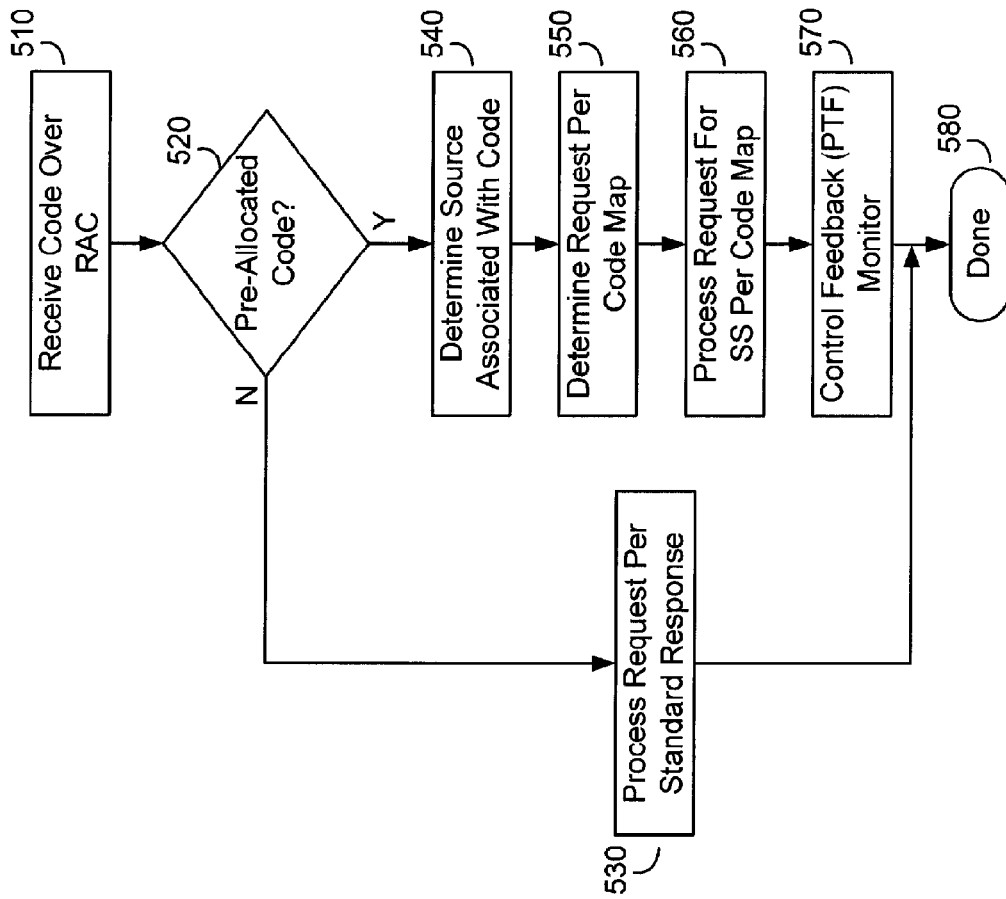 510
Receive Code Over
RAC
520
Pre-Allocated
Code?
N
Y
540
Determine Source
Associated With Code
550
Determine Request Per
Code Map
560
Process Request For
SS Per Code Map
570
Control Feedback (PTF)
Monitor
580
Done
Process Request Per
Standard Response
530